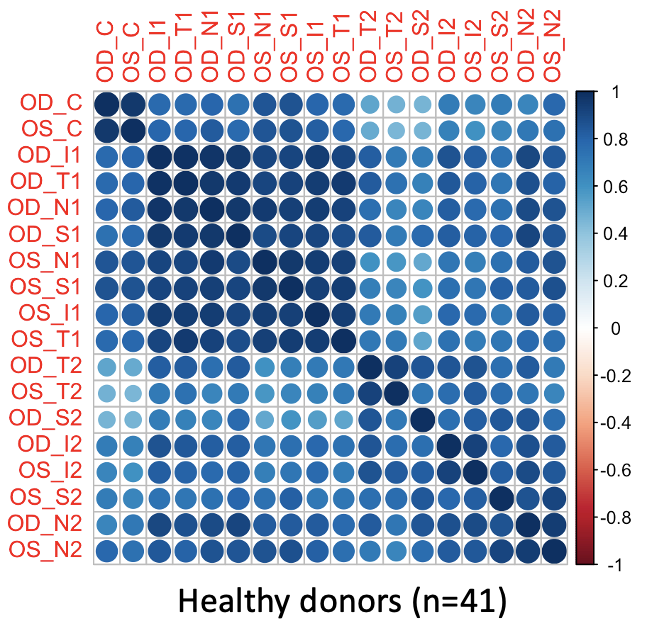 OD_C OS_C OD_I1 OD_T1 OD_N1 OD_S1 OS_N1 OS_S1 OS_I1 OS_T1 OD_T2 OS_T2 OD_S2 OD_I2 OS_I2 OS_S2 OD_N2 OS_N2
OD_C
OS_C
OD_I1
OD_T1
OD_N1
OD_S1
OS_N1
OS_S1
OS_I1
OS_T1
OD_T2
OS_T2
OD_S2
OD_I2
OS_I2
OS_S2
OD_N2
OS_N2
1
0.8
0.6
0.4
0.2
0
-0.2
-0.4
-0.6
-0.8
-1
Healthy donors (n=41)